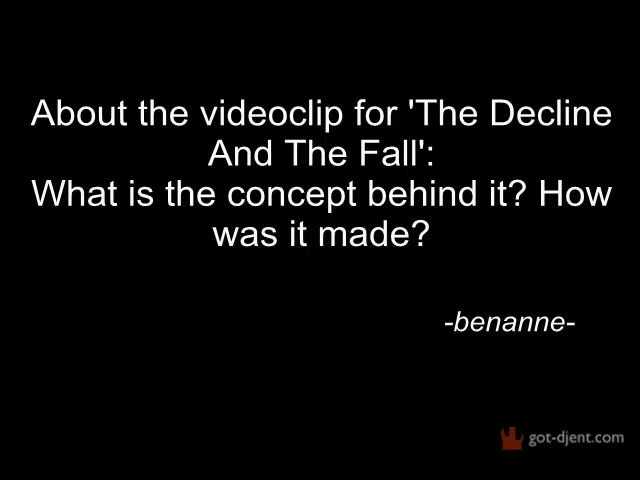 About the videoclip for 'The Decline
And The Fall':
What is the concept behind it? How
was it made?
-benanne-
got-djent.com